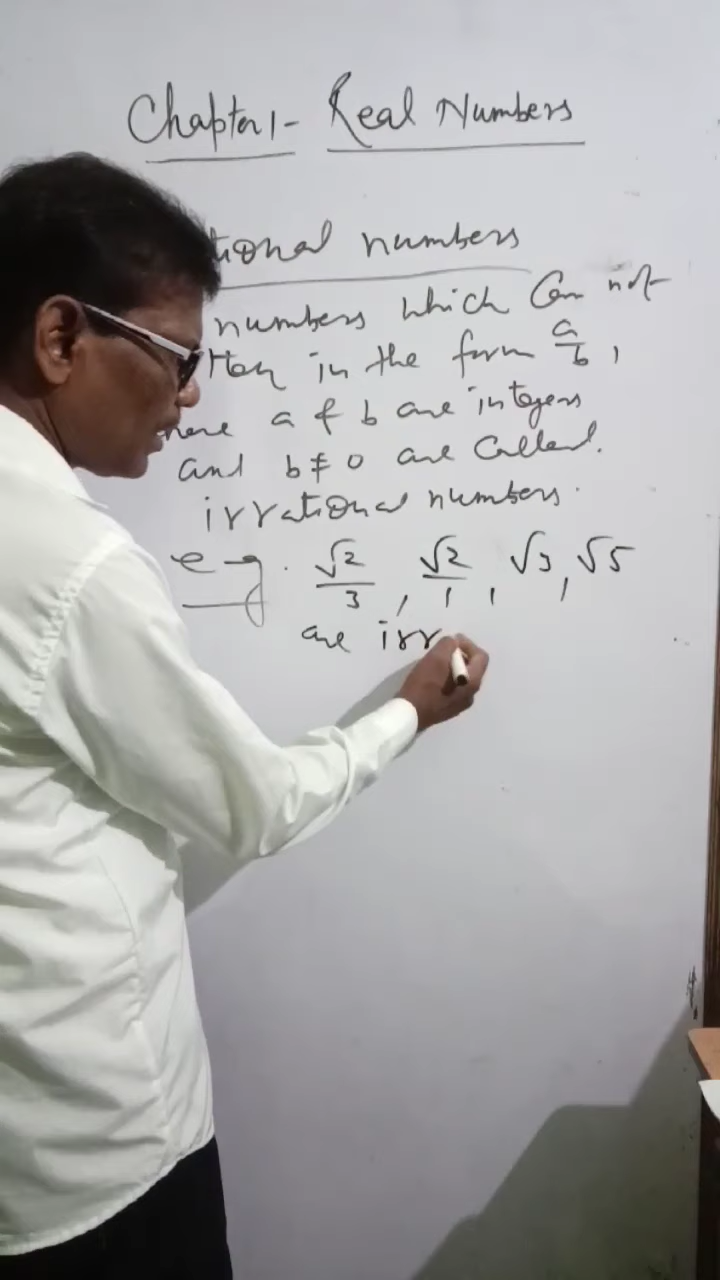 Chapter 1 - Real Numbers
tional numbers
numbers which Can not
tten in the form a/b ,
here a & b are integers
and b ≠ 0 are Called.
irrational numbers.
e.g. √2/3 , √2/1 , √3 , √5
are irr